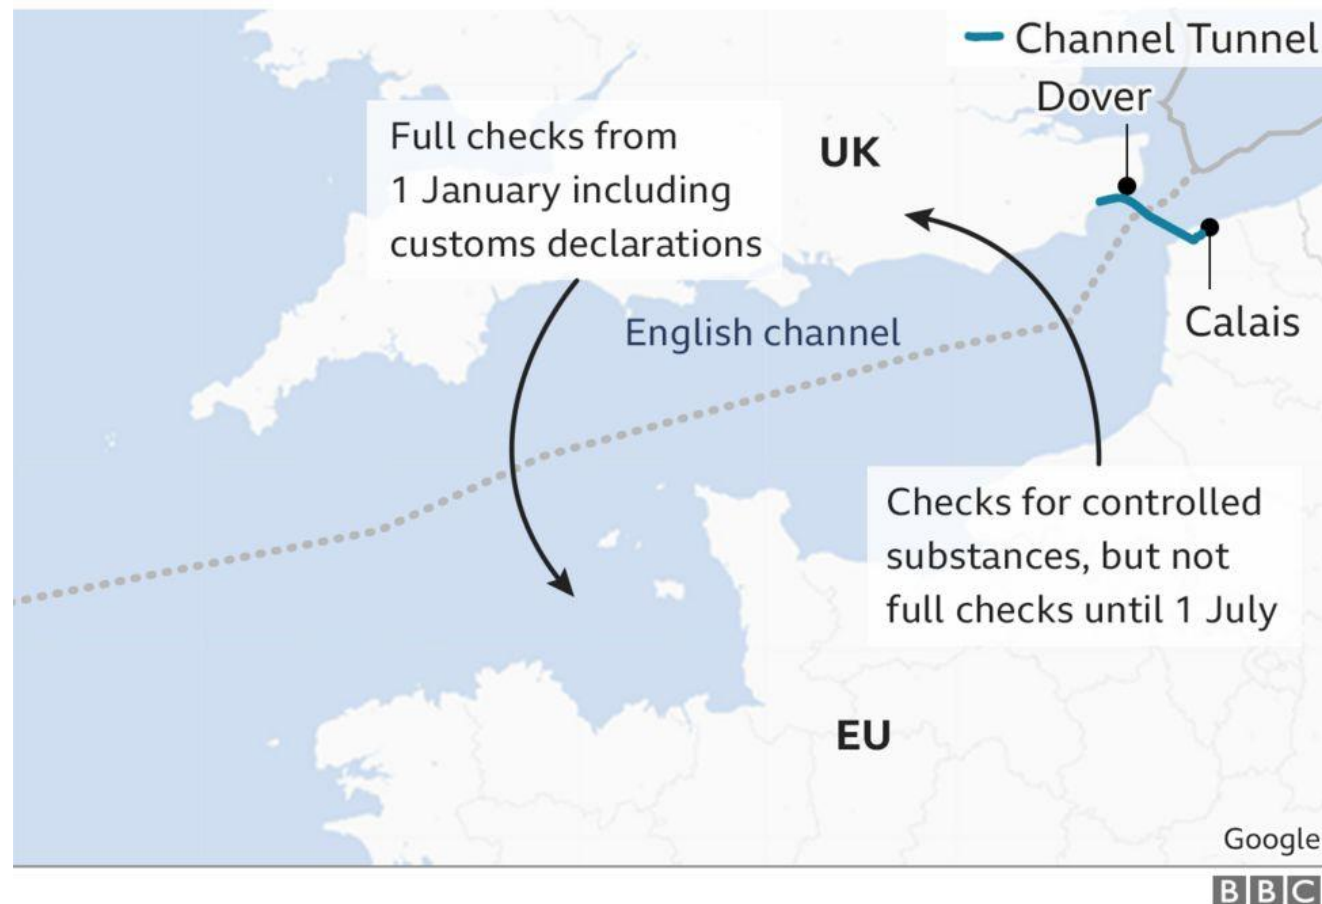 Channel Tunnel
Dover
Full checks from
1 January including
customs declarations
UK
English channel
Calais
Checks for controlled
substances, but not
full checks until 1 July
EU
Google
BBC